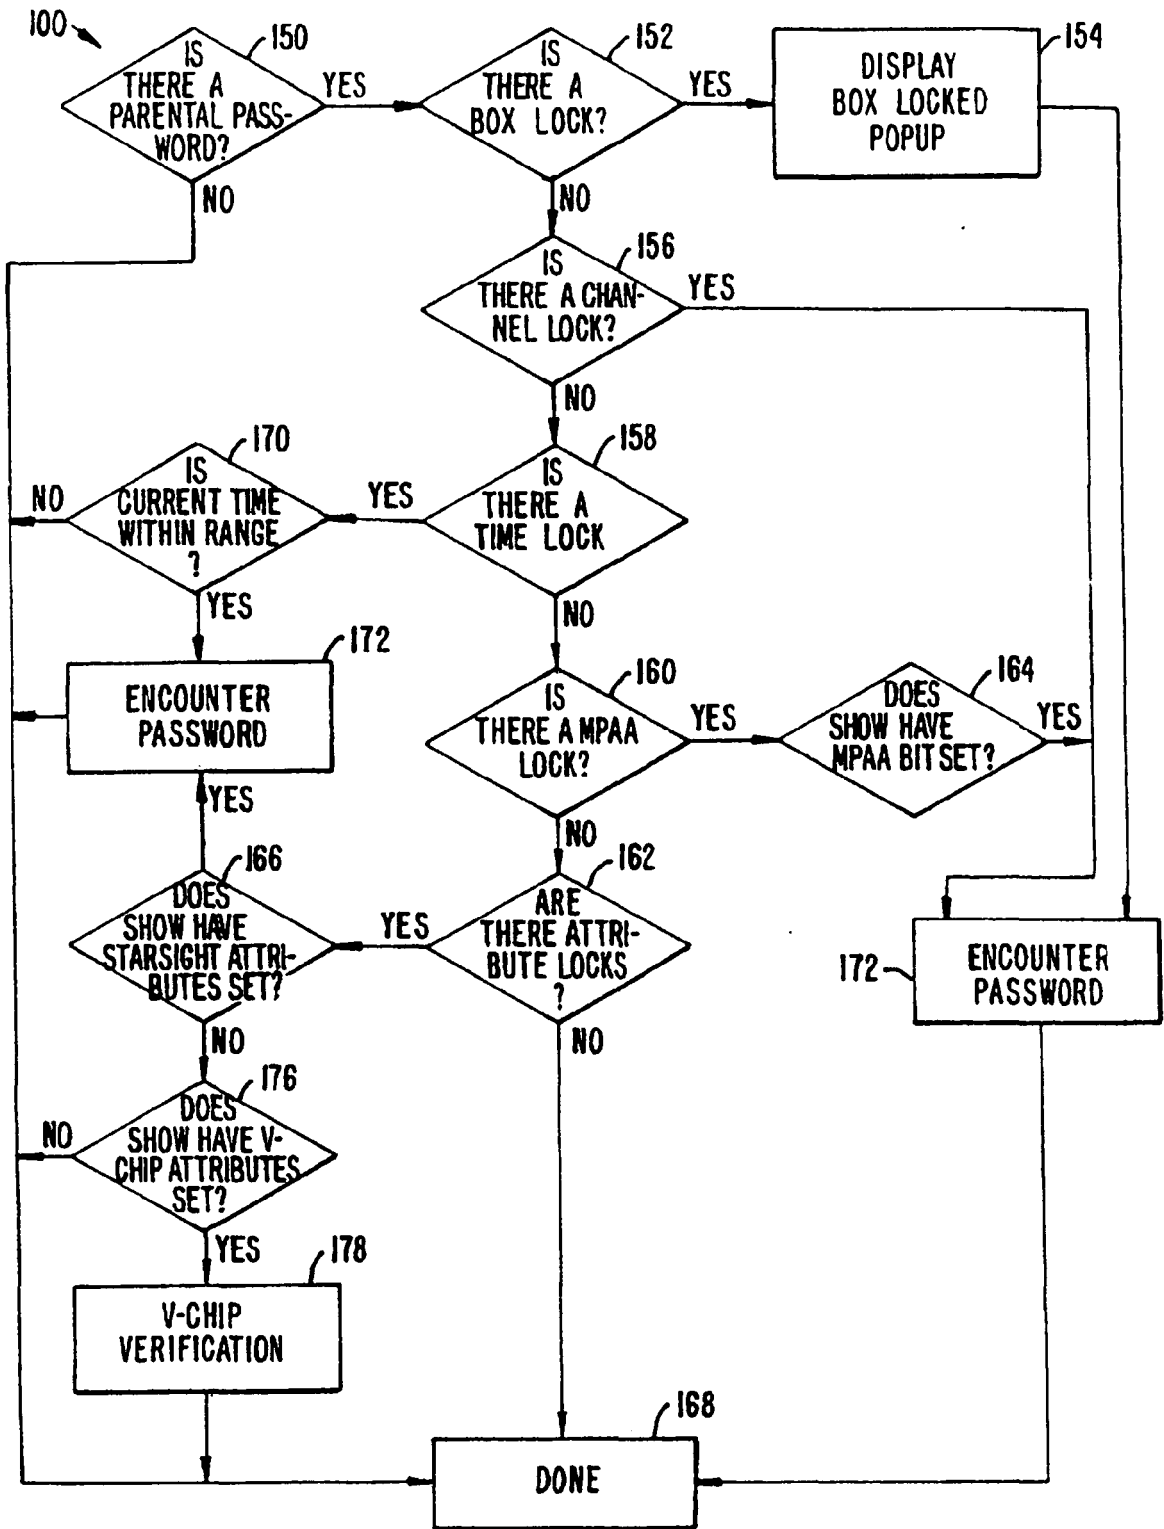 100
150
IS
THERE A
PARENTAL PASS-
WORD?
YES
NO
152
IS
THERE A
BOX LOCK?
YES
NO
154
DISPLAY
BOX LOCKED
POPUP
156
IS
THERE A CHAN-
NEL LOCK?
YES
NO
158
IS
THERE A
TIME LOCK
YES
NO
170
IS
CURRENT TIME
WITHIN RANGE
?
NO
YES
172
ENCOUNTER
PASSWORD
160
IS
THERE A MPAA
LOCK?
YES
NO
164
DOES
SHOW HAVE
MPAA BIT SET?
YES
162
ARE
THERE ATTRI-
BUTE LOCKS
?
YES
NO
166
DOES
SHOW HAVE
STARSIGHT ATTRI-
BUTES SET?
YES
NO
172
ENCOUNTER
PASSWORD
176
DOES
SHOW HAVE V-
CHIP ATTRIBUTES
SET?
NO
YES
178
V-CHIP
VERIFICATION
168
DONE